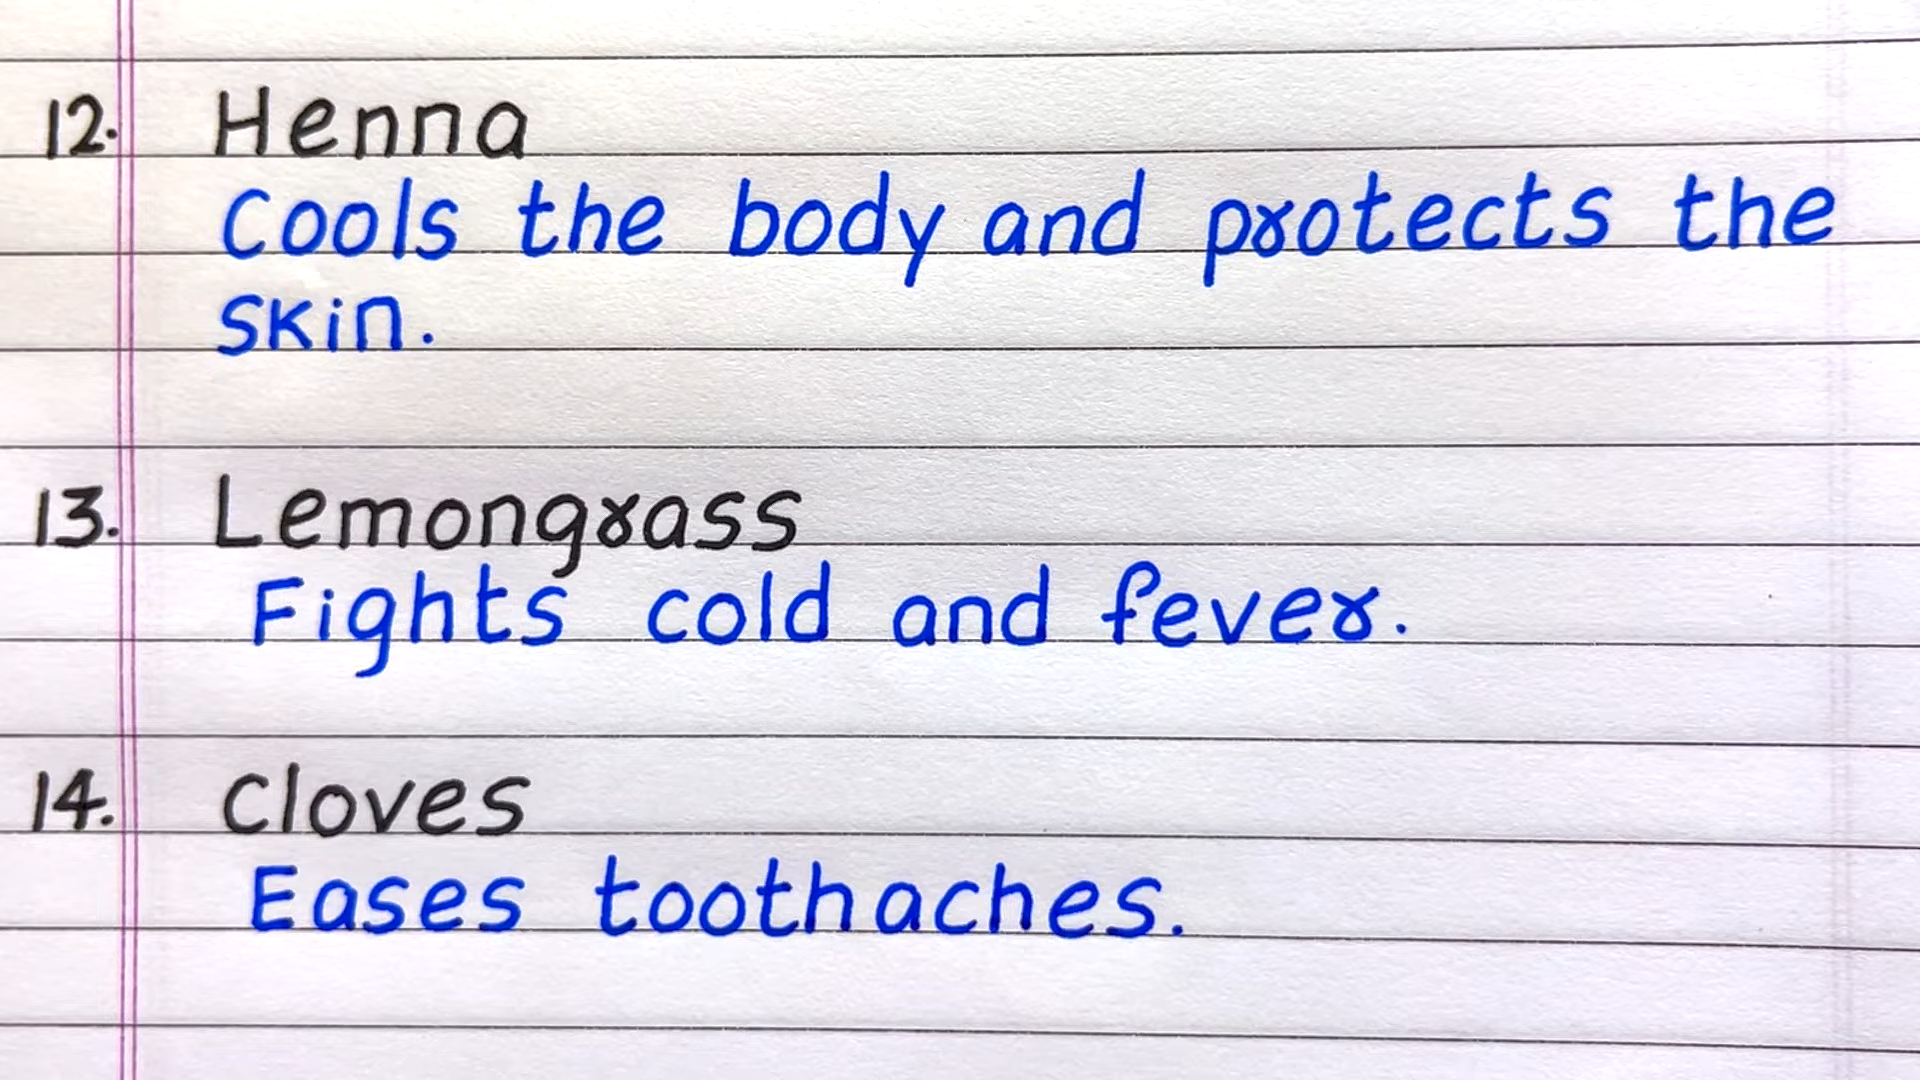 12. Henna
Cools the body and protects the
skin.
13. Lemongrass
Fights cold and fever.
14. Cloves
Eases toothaches.